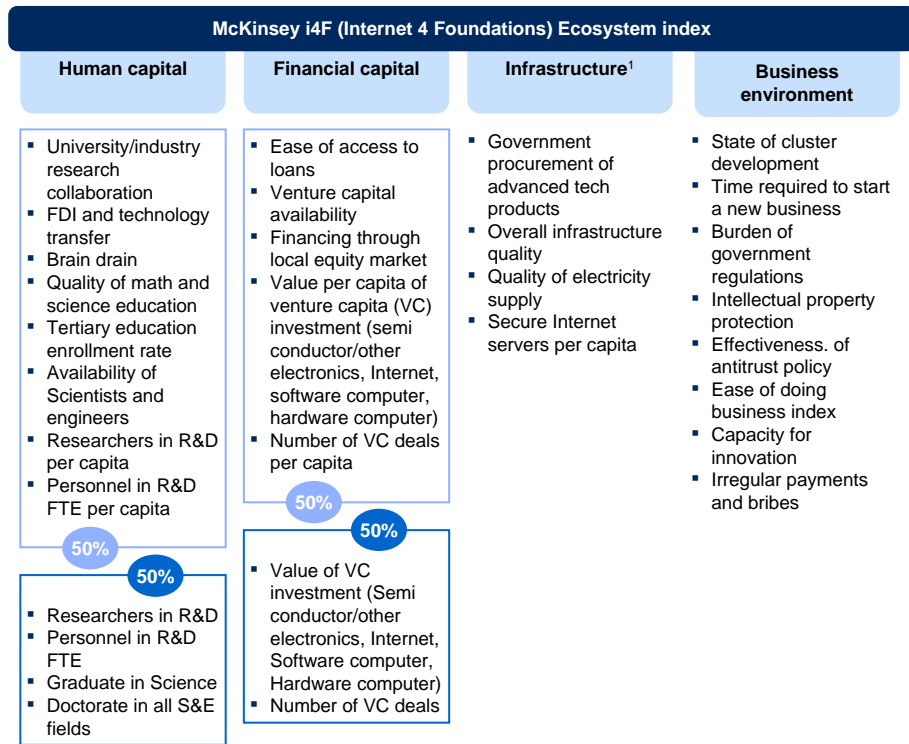 McKinsey i4F (Internet 4 Foundations) Ecosystem index
Human capital
▪ University/industry
research
collaboration
▪ FDI and technology
transfer
▪ Brain drain
▪ Quality of math and
science education
▪ Tertiary education
enrollment rate
▪ Availability of
Scientists and
engineers
▪ Researchers in R&D
per capita
▪ Personnel in R&D
FTE per capita
50%
50%
▪ Researchers in R&D
▪ Personnel in R&D
FTE
▪ Graduate in Science
▪ Doctorate in all S&E
fields
Financial capital
▪ Ease of access to
loans
▪ Venture capital
availability
▪ Financing through
local equity market
▪ Value per capita of
venture capita (VC)
investment (semi
conductor/other
electronics, Internet,
software computer,
hardware computer)
▪ Number of VC deals
per capita
50%
50%
▪ Value of VC
investment (Semi
conductor/other
electronics, Internet,
Software computer,
Hardware computer)
▪ Number of VC deals
Infrastructure1
▪ Government
procurement of
advanced tech
products
▪ Overall infrastructure
quality
▪ Quality of electricity
supply
▪ Secure Internet
servers per capita
Business
environment
▪ State of cluster
development
▪ Time required to start
a new business
▪ Burden of
government
regulations
▪ Intellectual property
protection
▪ Effectiveness. of
antitrust policy
▪ Ease of doing
business index
▪ Capacity for
innovation
▪ Irregular payments
and bribes